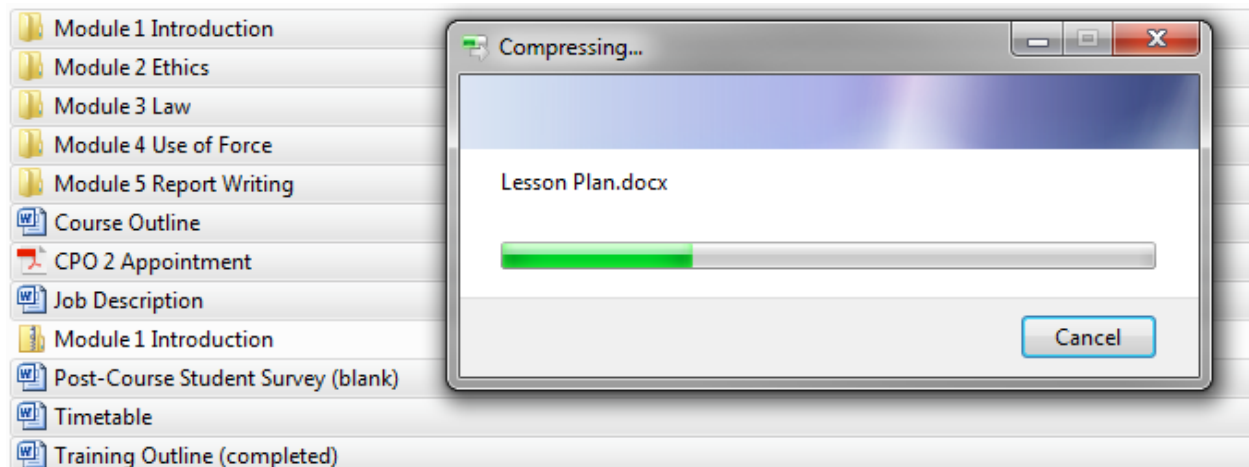 Module 1 Introduction
Module 2 Ethics
Module 3 Law
Module 4 Use of Force
Module 5 Report Writing
Course Outline
CPO 2 Appointment
Job Description
Module 1 Introduction
Post-Course Student Survey (blank)
Timetable
Training Outline (completed)
Compressing...
Lesson Plan.docx
Cancel